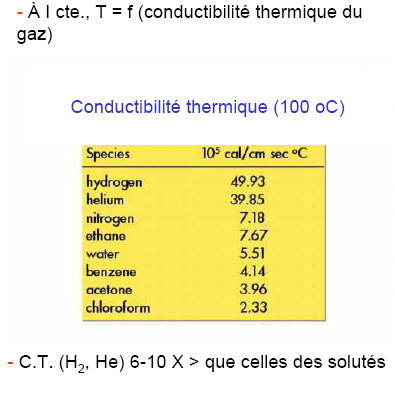 - À I cte., T = f (conductibilité thermique du
gaz)
Conductibilité thermique (100 oC)
Species 10⁵ cal/cm sec °C
hydrogen 49.93
helium 39.85
nitrogen 7.18
ethane 7.67
water 5.51
benzene 4.14
acetone 3.96
chloroform 2.33
- C.T. (H₂, He) 6-10 X > que celles des solutés